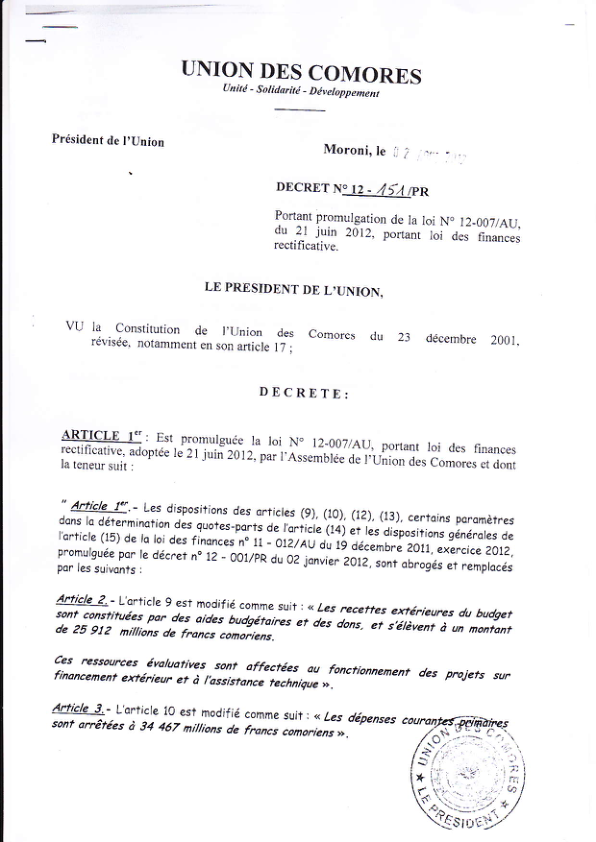 UNION DES COMORES
Unité - Solidarité - Développement
Président de l'Union
Moroni, le 02
DECRET N° 12 - 151/PR
Portant promulgation de la loi N° 12-007/AU,
du 21 juin 2012, portant loi des finances
rectificative.
LE PRESIDENT DE L'UNION,
VU la Constitution de l'Union des Comores du 23 décembre 2001,
révisée, notamment en son article 17 ;
D E C R E T E :
ARTICLE 1er : Est promulguée la loi N° 12-007/AU, portant loi des finances
rectificative, adoptée le 21 juin 2012, par l'Assemblée de l'Union des Comores et dont
la teneur suit :
" Article 1er.- Les dispositions des articles (9), (10), (12), (13), certains paramètres
dans la détermination des quotes-parts de l'article (14) et les dispositions générales de
l'article (15) de la loi des finances n° 11 - 012/AU du 19 décembre 2011, exercice 2012,
promulguée par le décret n° 12 - 001/PR du 02 janvier 2012, sont abrogés et remplacés
par les suivants :
Article 2.- L'article 9 est modifié comme suit : « Les recettes extérieures du budget
sont constituées par des aides budgétaires et des dons, et s'élèvent à un montant
de 25 912 millions de francs comoriens.
Ces ressources évaluatives sont affectées au fonctionnement des projets sur
financement extérieur et à l'assistance technique ».
Article 3.- L'article 10 est modifié comme suit : « Les dépenses courantes primaires
sont arrêtées à 34 467 millions de francs comoriens ».
UNION DES COMORES
★ LE PRESIDENT ★